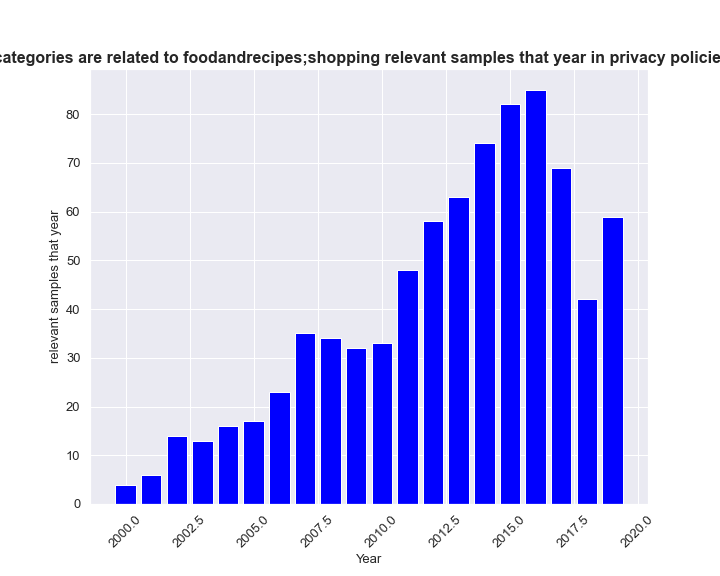 categories are related to foodandrecipes;shopping relevant samples that year in privacy policie
80
70
60
50
40
30
20
10
0
relevant samples that year
2000.0 2002.5 2005.0 2007.5 2010.0 2012.5 2015.0 2017.5 2020.0
Year